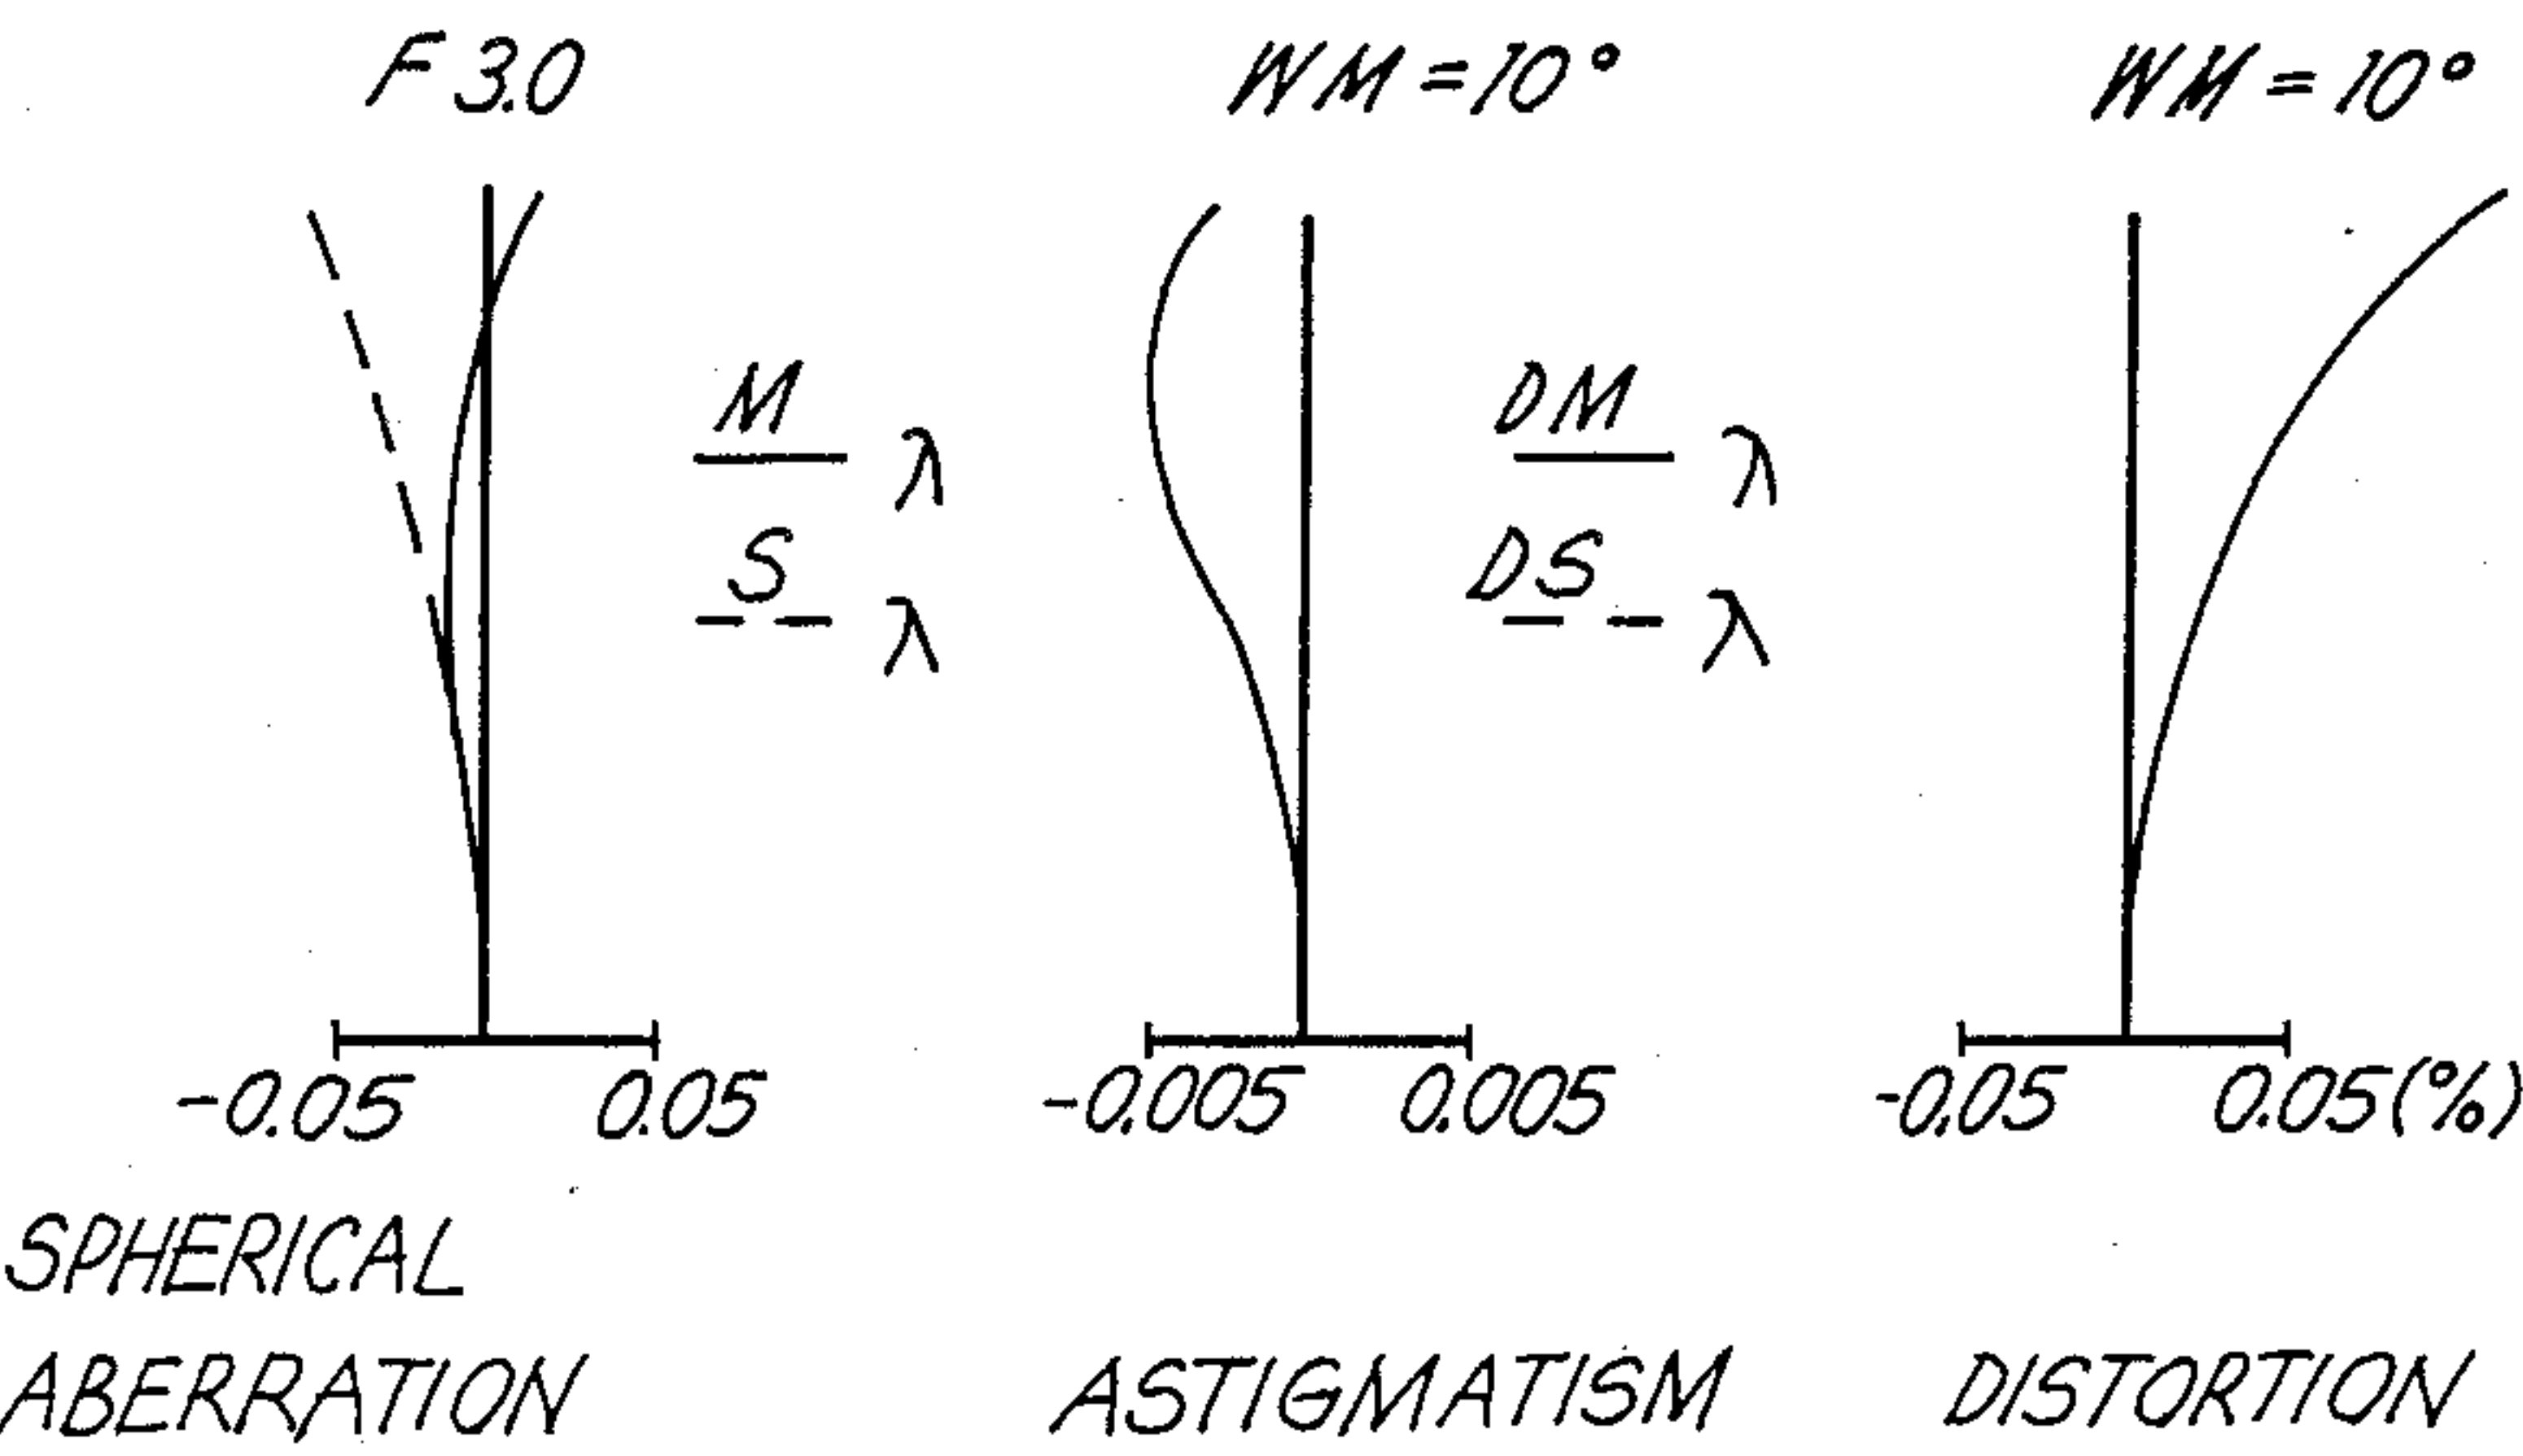 F 3.0
WM = 10°
WM = 10°
M
λ
S
λ
DM
λ
DS
λ
-0.05
0.05
-0.005
0.005
-0.05
0.05 (%)
SPHERICAL
ABERRATION
ASTIGMATISM
DISTORTION